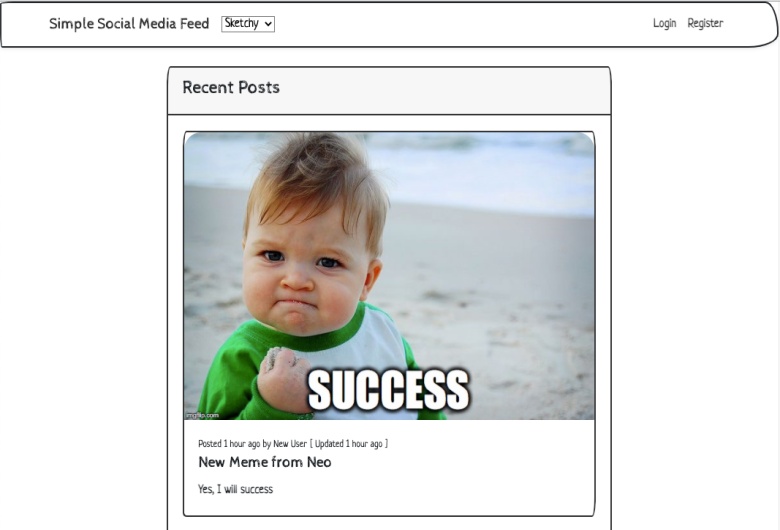 Simple Social Media Feed
Sketchy
Login
Register
Recent Posts
SUCCESS
imgflip.com
Posted 1 hour ago by New User [ Updated 1 hour ago ]
New Meme from Neo
Yes, I will success